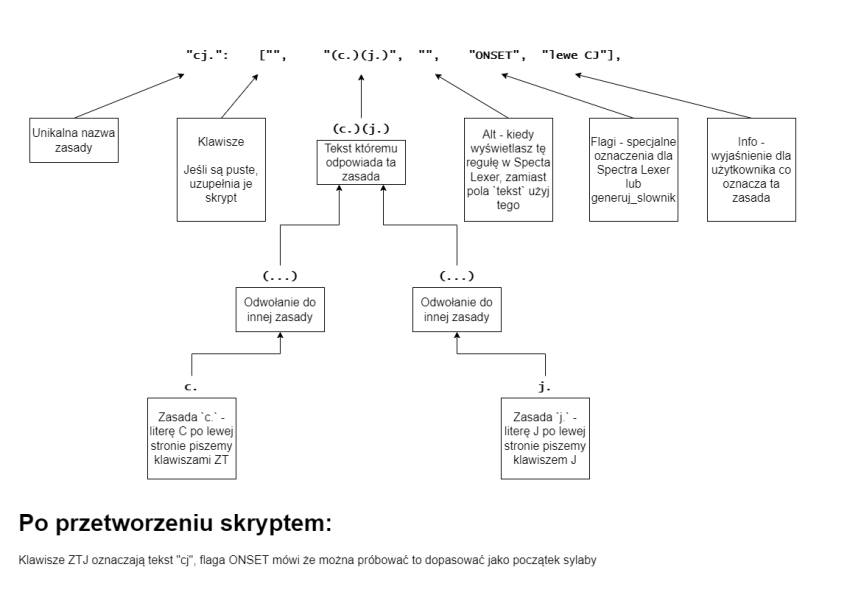 "cj.": ["", "(c.)(j.)", "", "ONSET", "lewe CJ"],
Unikalna nazwa
zasady
Klawisze
Jeśli są puste,
uzupełnia je
skrypt
(c.)(j.)
Tekst któremu
odpowiada ta
zasada
Alt - kiedy
wyświetlasz tę
regułę w Specta
Lexer, zamiast
pola `tekst` użyj
tego
Flagi - specjalne
oznaczenia dla
Spectra Lexer
lub
generuj_slownik
Info -
wyjaśnienie dla
użytkownika co
oznacza ta
zasada
(...)
Odwołanie do
innej zasady
(...)
Odwołanie do
innej zasady
c.
Zasada `c.` -
literę C po lewej
stronie piszemy
klawiszami ZT
j.
Zasada `j.` -
literę J po lewej
stronie piszemy
klawiszem J
Po przetworzeniu skryptem:
Klawisze ZTJ oznaczają tekst "cj", flaga ONSET mówi że można próbować to dopasować jako początek sylaby